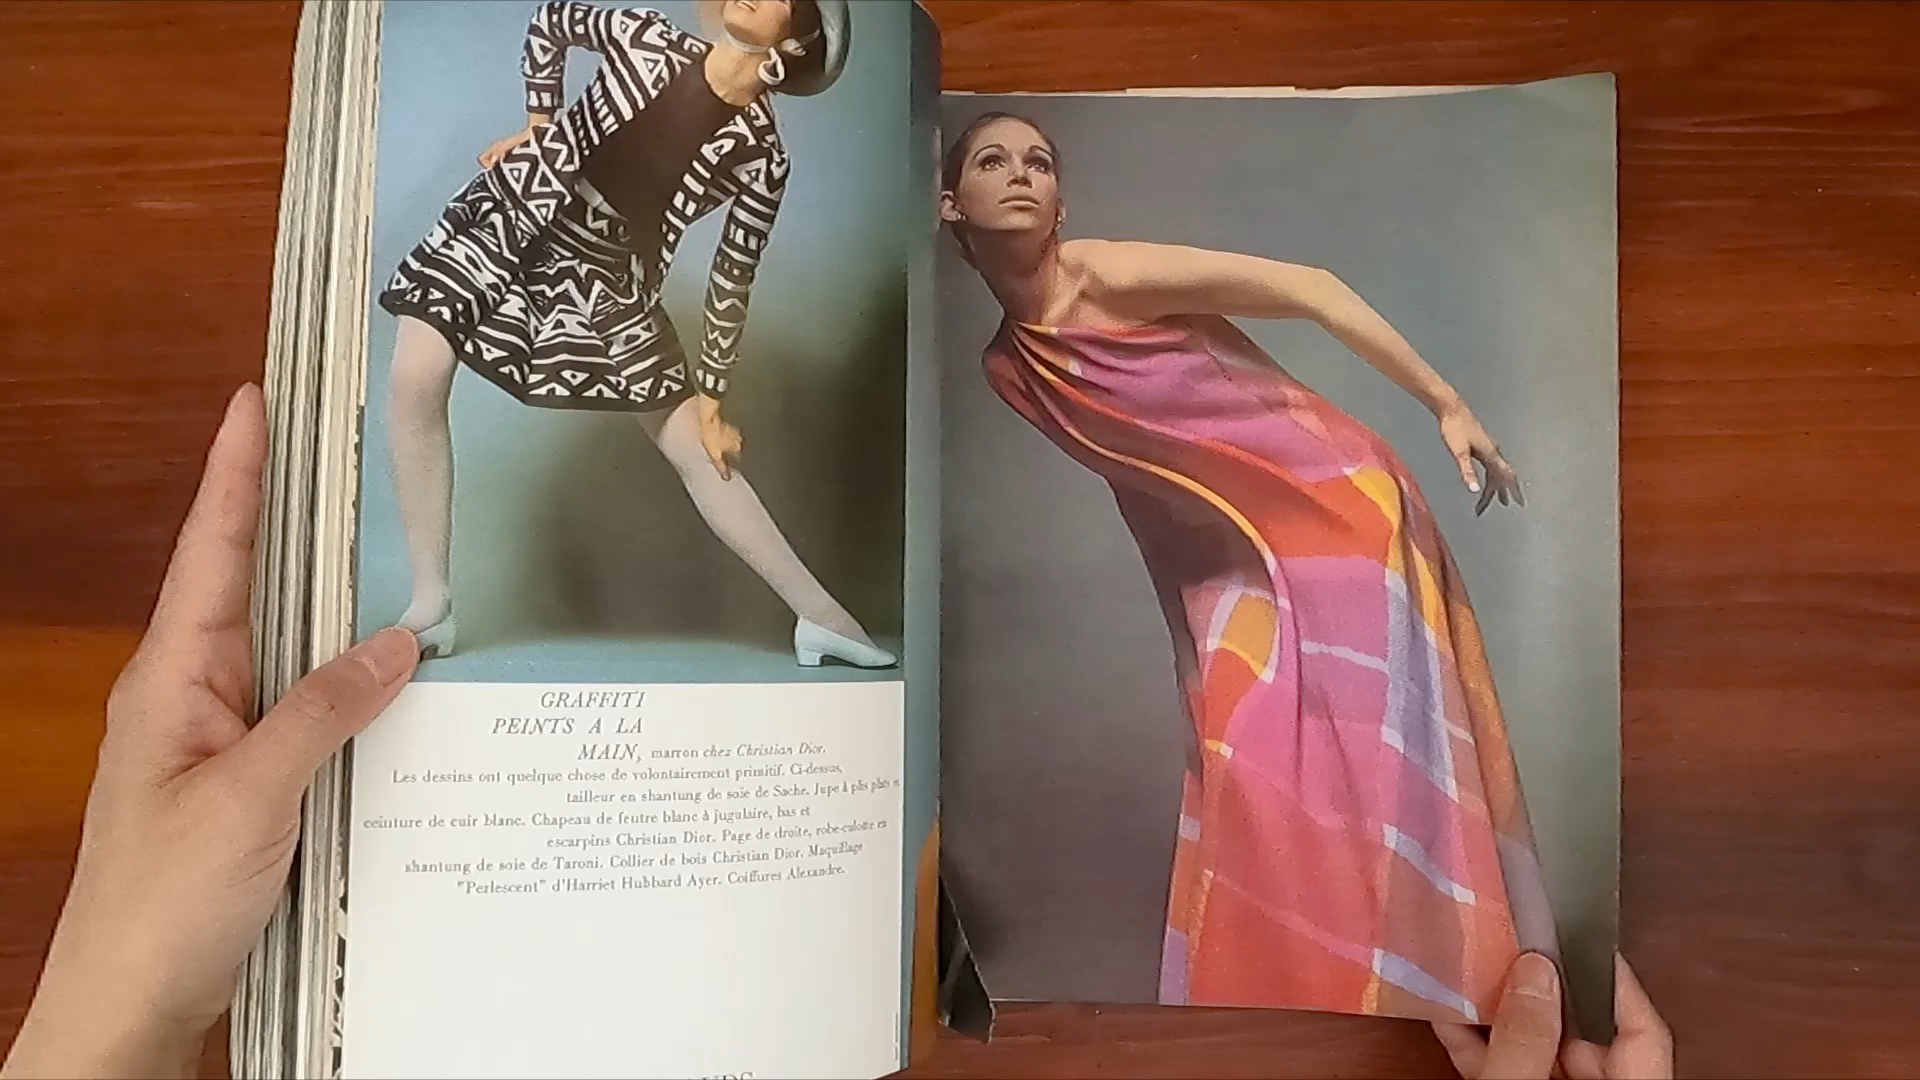 GRAFFITI
PEINTS A LA
MAIN, marron chez Christian Dior.
Les dessins ont quelque chose de volontairement primitif. Ci-dessus,
tailleur en shantung de soie de Sache. Jupe à plis plats et
ceinture de cuir blanc. Chapeau de feutre blanc à jugulaire, bas et
escarpins Christian Dior. Page de droite, robe-culotte en
shantung de soie de Taroni. Collier de bois Christian Dior. Maquillage
"Perlescent" d'Harriet Hubbard Ayer. Coiffures Alexandre.